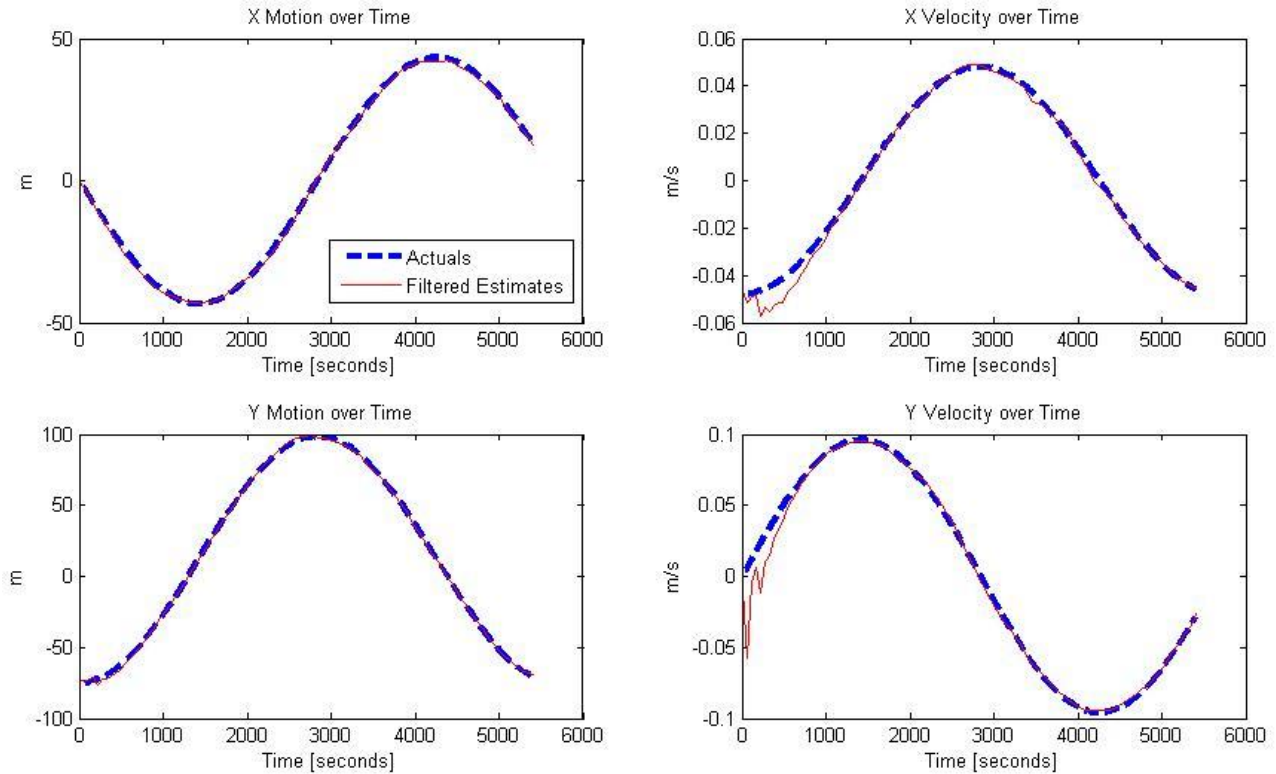 X Motion over Time
50
0
-50
m
0 1000 2000 3000 4000 5000 6000
Time [seconds]
Actuals
Filtered Estimates
X Velocity over Time
0.06
0.04
0.02
0
-0.02
-0.04
-0.06
m/s
0 1000 2000 3000 4000 5000 6000
Time [seconds]
Y Motion over Time
100
50
0
-50
-100
m
0 1000 2000 3000 4000 5000 6000
Time [seconds]
Y Velocity over Time
0.1
0.05
0
-0.05
-0.1
m/s
0 1000 2000 3000 4000 5000 6000
Time [seconds]